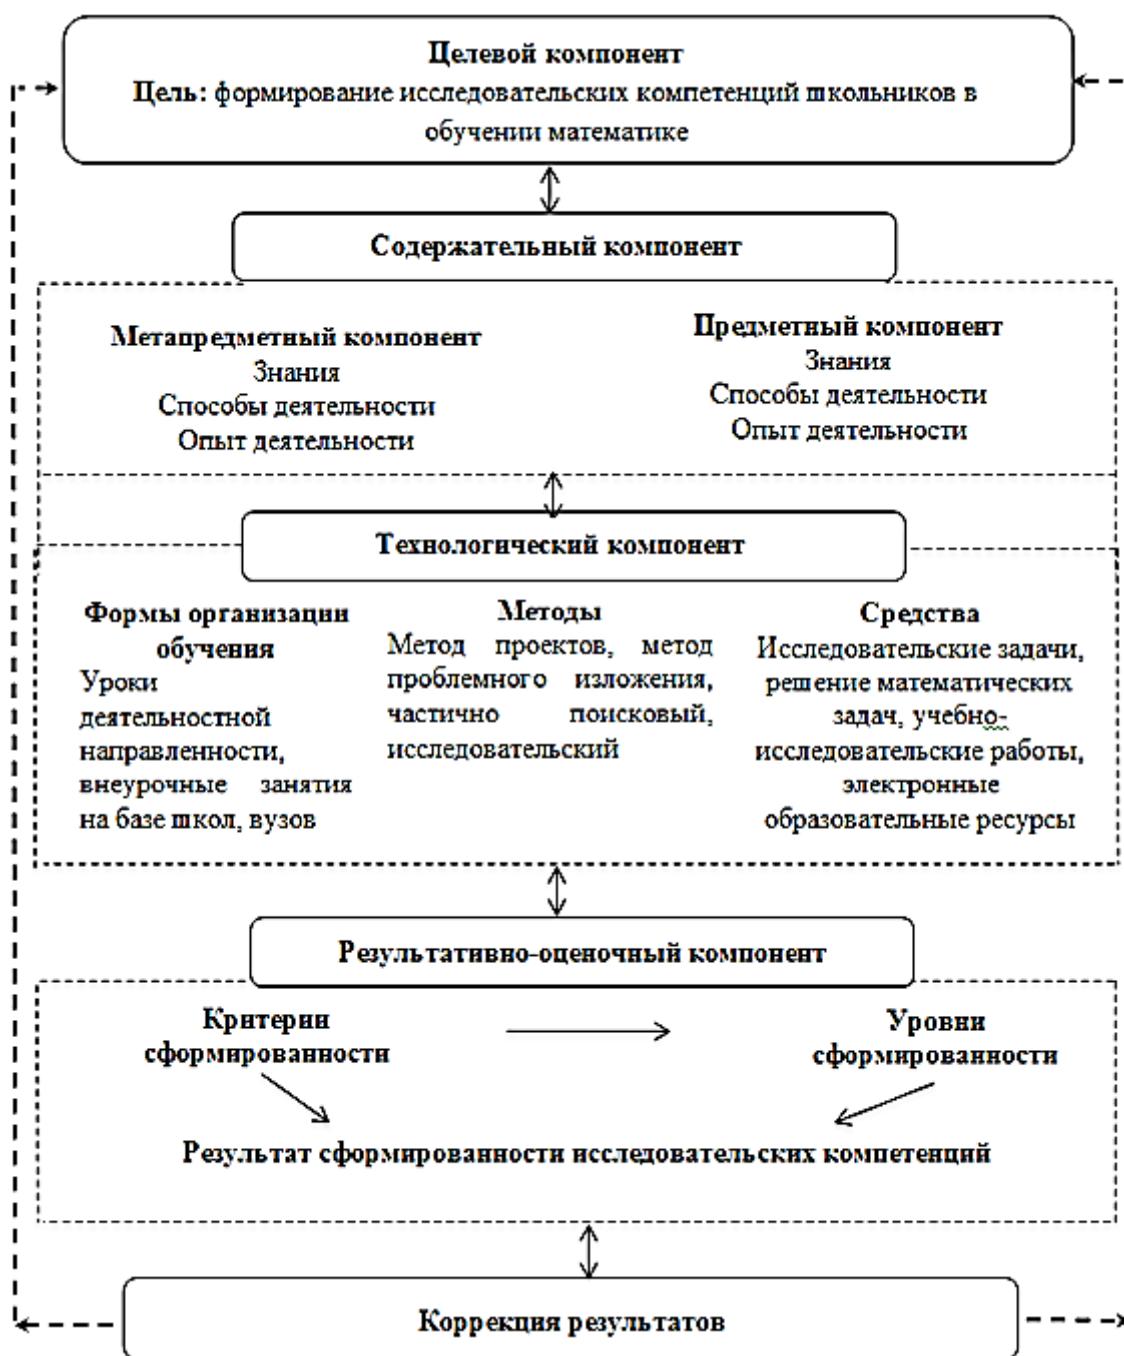 Целевой компонент
Цель: формирование исследовательских компетенций школьников в
обучении математике
Содержательный компонент
Метапредметный компонент
Знания
Способы деятельности
Опыт деятельности
Предметный компонент
Знания
Способы деятельности
Опыт деятельности
Технологический компонент
Формы организации
обучения
Уроки
деятельностной
направленности,
внеурочные занятия
на базе школ, вузов
Методы
Метод проектов, метод
проблемного изложения,
частично поисковый,
исследовательский
Средства
Исследовательские задачи,
решение математических
задач, учебно-
исследовательские работы,
электронные
образовательные ресурсы
Результативно-оценочный компонент
Критерии
сформированности
Уровни
сформированности
Результат сформированности исследовательских компетенций
Коррекция результатов